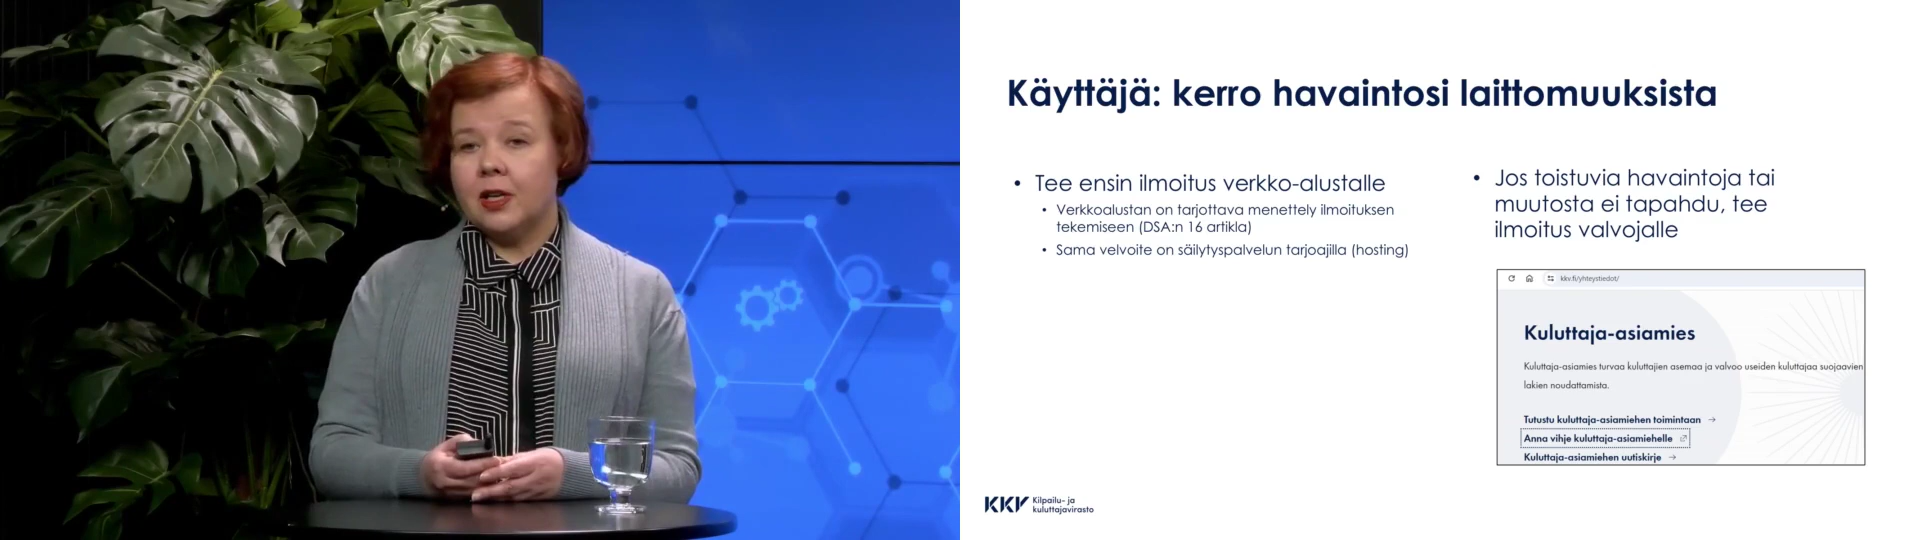 Käyttäjä: kerro havaintosi laittomuuksista
• Tee ensin ilmoitus verkko-alustalle
• Verkkoalustan on tarjottava menettely ilmoituksen
tekemiseen (DSA:n 16 artikla)
• Sama velvoite on säilytyspalvelun tarjoajilla (hosting)
• Jos toistuvia havaintoja tai
muutosta ei tapahdu, tee
ilmoitus valvojalle
kkv.fi/yhteystiedot/
Kuluttaja-asiamies
Kuluttaja-asiamies turvaa kuluttajien asemaa ja valvoo useiden kuluttajaa suojaavien
lakien noudattamista.
Tutustu kuluttaja-asiamiehen toimintaan →
Anna vihje kuluttaja-asiamiehelle
Kuluttaja-asiamiehen uutiskirje →
KKV Kilpailu- ja
kuluttajavirasto